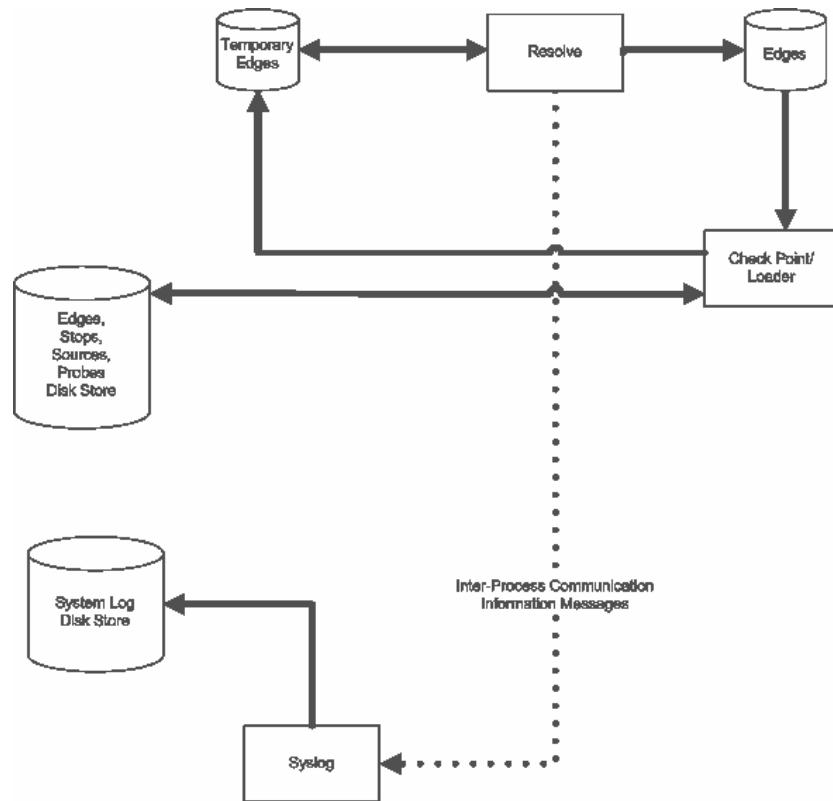 Temporary
Edges
Resolve
Edges
Check Point/
Loader
Edges,
Stops,
Sources,
Probes
Disk Store
System Log
Disk Store
Inter-Process Communication
Information Messages
Syslog